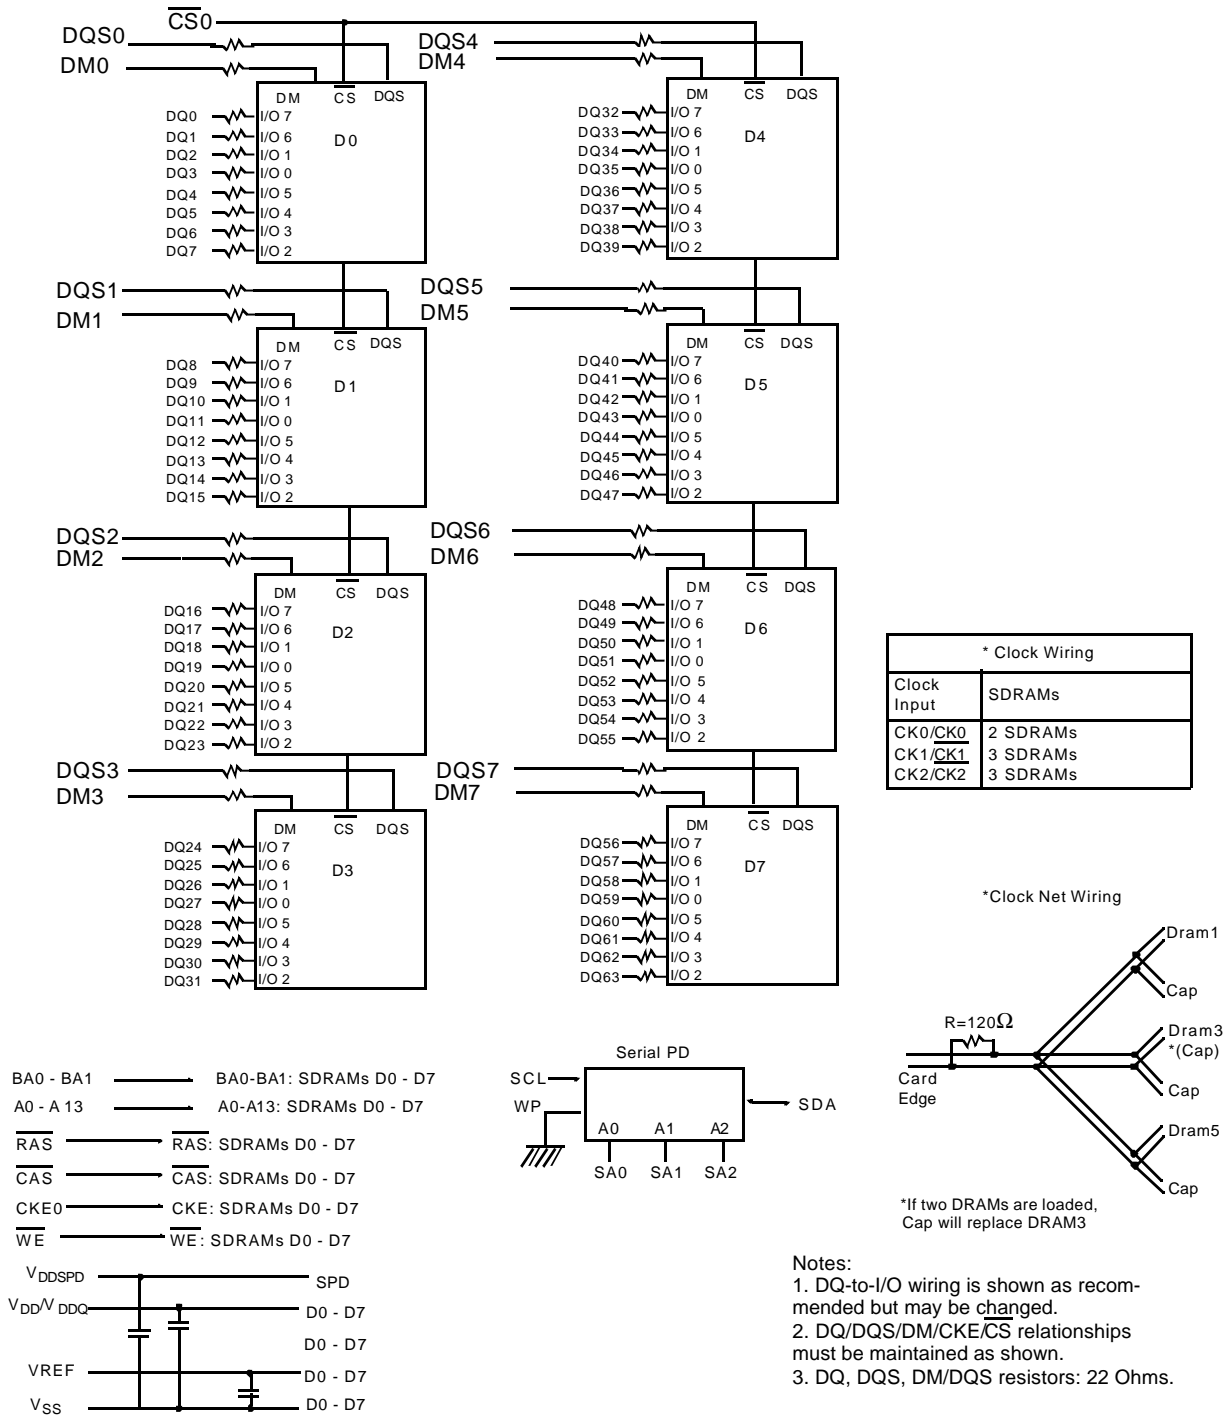 CS0
DQS0
DM0
DM CS DQS
D0
DQ0 I/O 7
DQ1 I/O 6
DQ2 I/O 1
DQ3 I/O 0
DQ4 I/O 5
DQ5 I/O 4
DQ6 I/O 3
DQ7 I/O 2
DQS1
DM1
DM CS DQS
D1
DQ8 I/O 7
DQ9 I/O 6
DQ10 I/O 1
DQ11 I/O 0
DQ12 I/O 5
DQ13 I/O 4
DQ14 I/O 3
DQ15 I/O 2
DQS2
DM2
DM CS DQS
D2
DQ16 I/O 7
DQ17 I/O 6
DQ18 I/O 1
DQ19 I/O 0
DQ20 I/O 5
DQ21 I/O 4
DQ22 I/O 3
DQ23 I/O 2
DQS3
DM3
DM CS DQS
D3
DQ24 I/O 7
DQ25 I/O 6
DQ26 I/O 1
DQ27 I/O 0
DQ28 I/O 5
DQ29 I/O 4
DQ30 I/O 3
DQ31 I/O 2
DQS4
DM4
DM CS DQS
D4
DQ32 I/O 7
DQ33 I/O 6
DQ34 I/O 1
DQ35 I/O 0
DQ36 I/O 5
DQ37 I/O 4
DQ38 I/O 3
DQ39 I/O 2
DQS5
DM5
DM CS DQS
D5
DQ40 I/O 7
DQ41 I/O 6
DQ42 I/O 1
DQ43 I/O 0
DQ44 I/O 5
DQ45 I/O 4
DQ46 I/O 3
DQ47 I/O 2
DQS6
DM6
DM CS DQS
D6
DQ48 I/O 7
DQ49 I/O 6
DQ50 I/O 1
DQ51 I/O 0
DQ52 I/O 5
DQ53 I/O 4
DQ54 I/O 3
DQ55 I/O 2
DQS7
DM7
DM CS DQS
D7
DQ56 I/O 7
DQ57 I/O 6
DQ58 I/O 1
DQ59 I/O 0
DQ60 I/O 5
DQ61 I/O 4
DQ62 I/O 3
DQ63 I/O 2
* Clock Wiring
Clock
Input
SDRAMs
CK0/CK0 2 SDRAMs
CK1/CK1 3 SDRAMs
CK2/CK2 3 SDRAMs
*Clock Net Wiring
Dram1
Cap
R=120Ω
Dram3
*(Cap)
Card
Edge
Cap
Dram5
Cap
*If two DRAMs are loaded,
Cap will replace DRAM3
BA0 - BA1 BA0-BA1: SDRAMs D0 - D7
A0 - A13 A0-A13: SDRAMs D0 - D7
RAS RAS: SDRAMs D0 - D7
CAS CAS: SDRAMs D0 - D7
CKE0 CKE: SDRAMs D0 - D7
WE WE: SDRAMs D0 - D7
Serial PD
SCL
WP
SDA
A0 A1 A2
SA0 SA1 SA2
VDDSPD SPD
VDD/VDDQ D0 - D7
D0 - D7
VREF D0 - D7
VSS D0 - D7
Notes:
1. DQ-to-I/O wiring is shown as recom-
mended but may be changed.
2. DQ/DQS/DM/CKE/CS relationships
must be maintained as shown.
3. DQ, DQS, DM/DQS resistors: 22 Ohms.